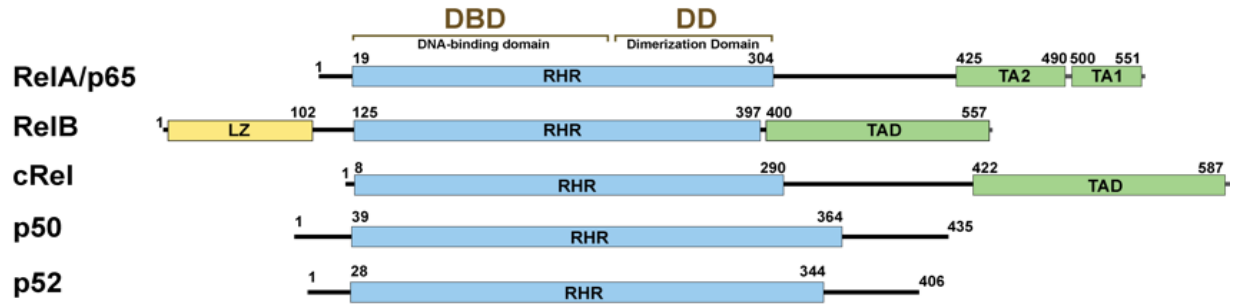 DBD DD
DNA-binding domain Dimerization Domain
RelA/p65 1 19 RHR 304 425 TA2 490 500 TA1 551
RelB 1 LZ 102 125 RHR 397 400 TAD 557
cRel 1 8 RHR 290 422 TAD 587
p50 1 39 RHR 364 435
p52 1 28 RHR 344 406